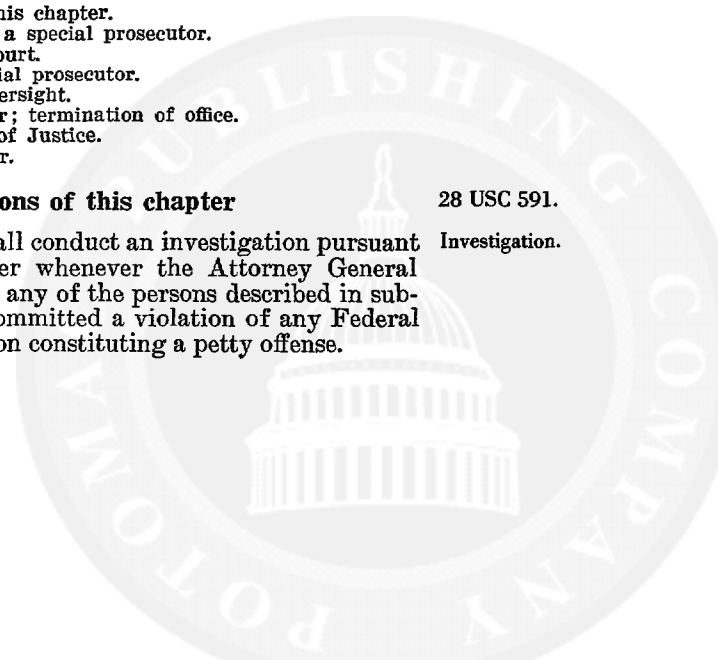 his chapter.
a special prosecutor.
ourt.
ial prosecutor.
ersight.
r; termination of office.
of Justice.
r.
ons of this chapter
28 USC 591.
all conduct an investigation pursuant
Investigation.
er whenever the Attorney General
any of the persons described in sub-
ommitted a violation of any Federal
on constituting a petty offense.
POTOMAC PUBLISHING COMPANY